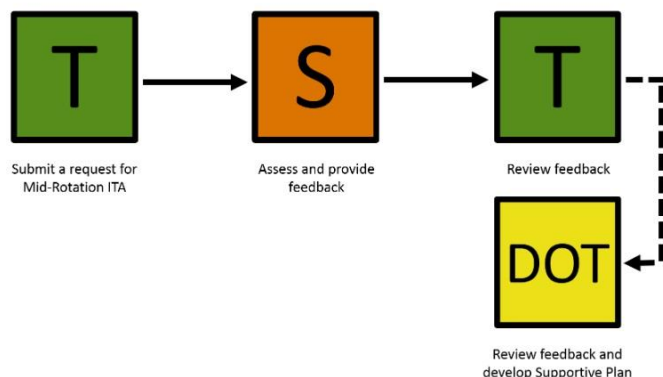 T
Submit a request for
Mid-Rotation ITA
S
Assess and provide
feedback
T
Review feedback
DOT
Review feedback and
develop Supportive Plan